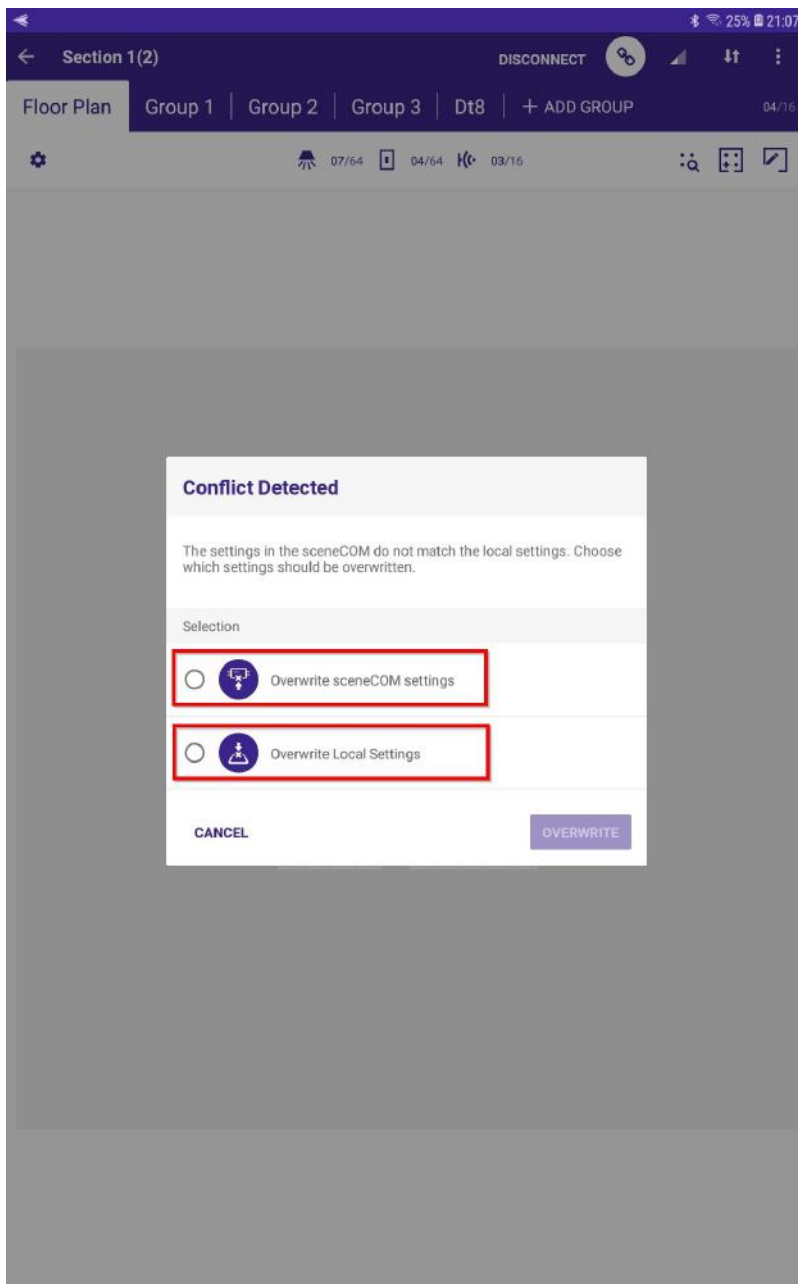 25% 21:07
Section 1(2) DISCONNECT
Floor Plan Group 1 Group 2 Group 3 Dt8 + ADD GROUP 04/16
07/64 04/64 03/16
Conflict Detected
The settings in the sceneCOM do not match the local settings. Choose
which settings should be overwritten.
Selection
Overwrite sceneCOM settings
Overwrite Local Settings
CANCEL OVERWRITE